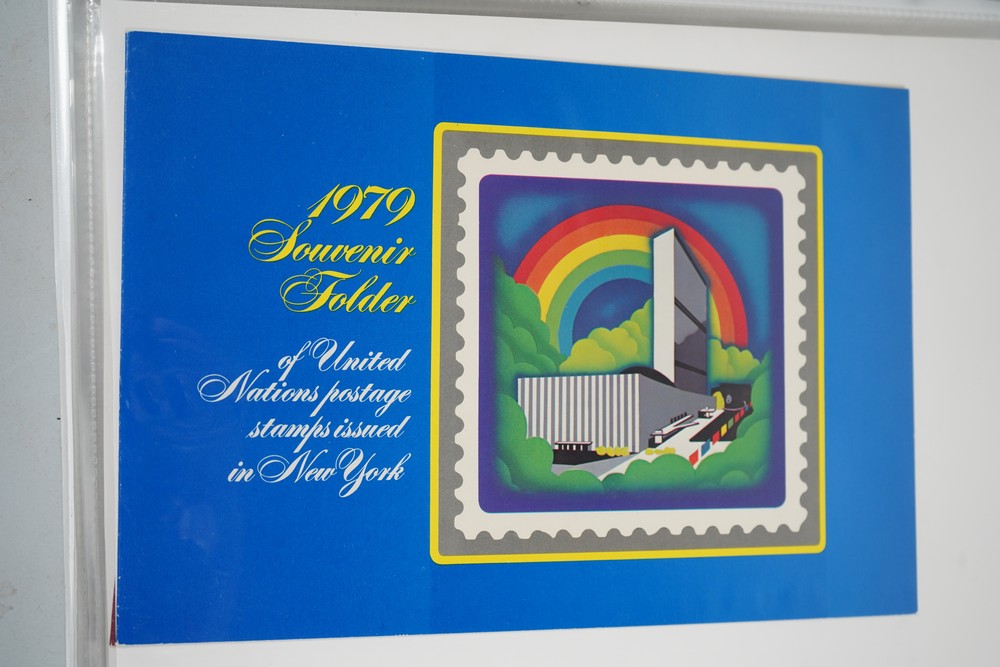 1979
Souvenir
Folder
of United
Nations postage
stamps issued
in New York